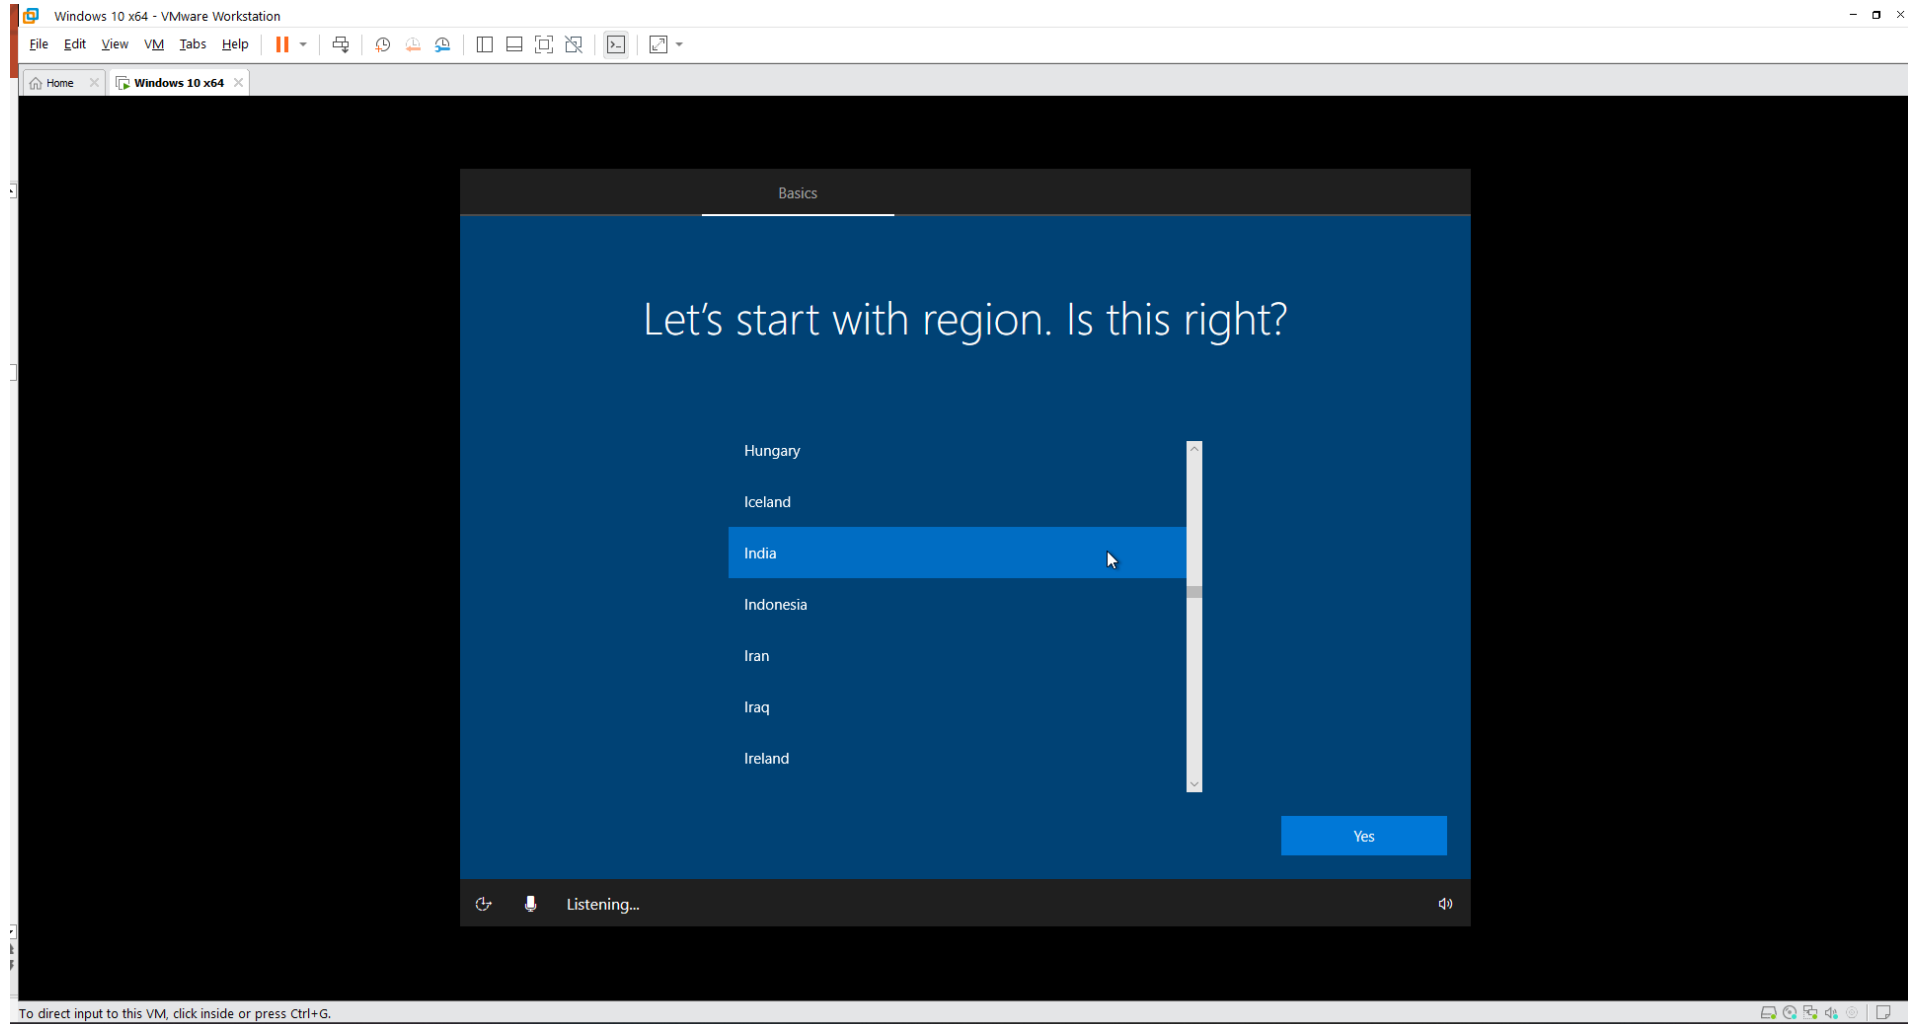 Windows 10 x64 - VMware Workstation
File Edit View VM Tabs Help
Home Windows 10 x64
Basics
Let's start with region. Is this right?
Hungary
Iceland
India
Indonesia
Iran
Iraq
Ireland
Yes
Listening...
To direct input to this VM, click inside or press Ctrl+G.